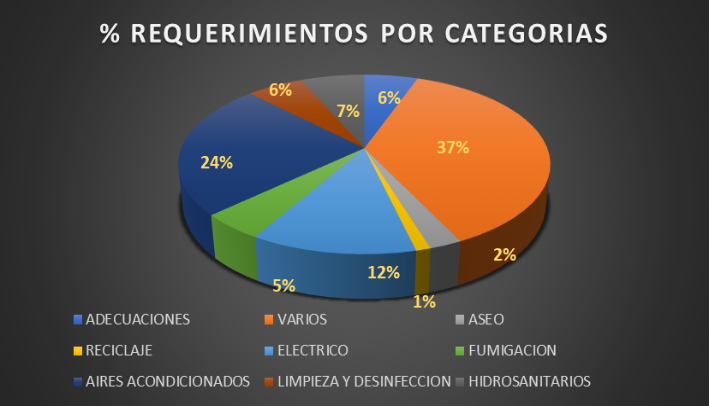 % REQUERIMIENTOS POR CATEGORIAS
6%
6%
7%
37%
24%
2%
12%
5%
1%
ADECUACIONES VARIOS ASEO
RECICLAJE ELECTRICO FUMIGACION
AIRES ACONDICIONADOS LIMPIEZA Y DESINFECCION HIDROSANITARIOS